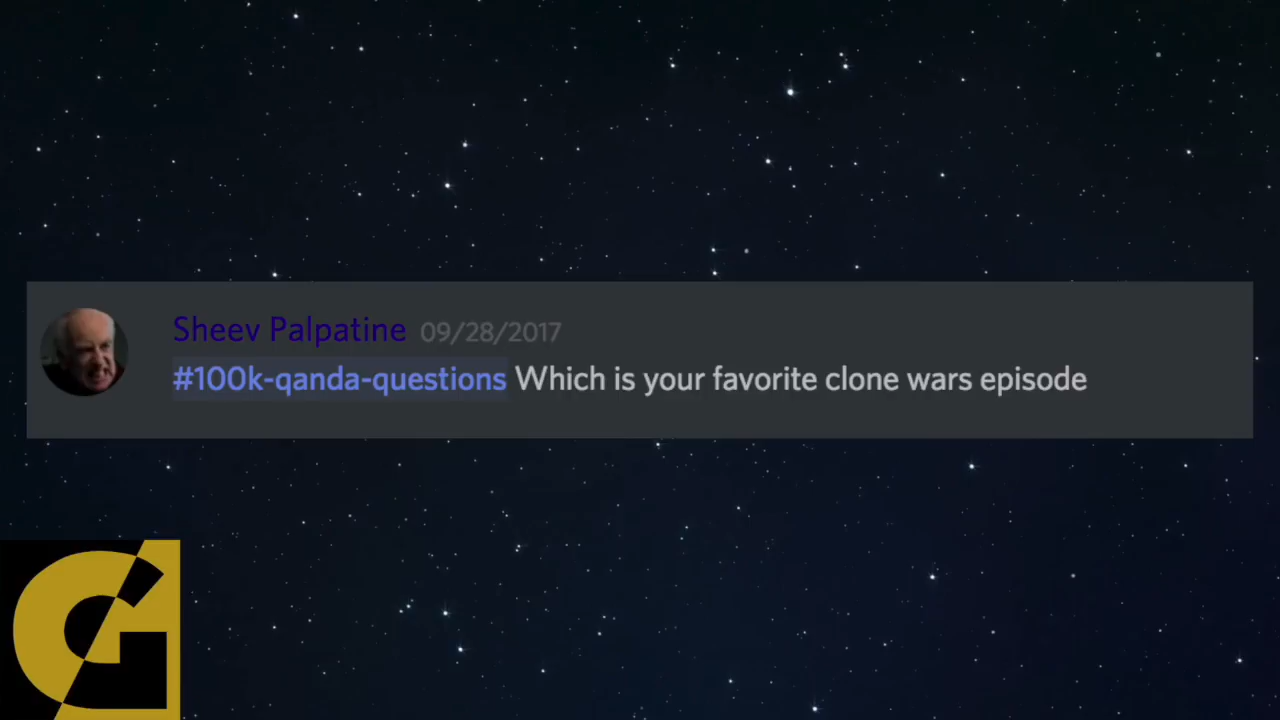 Sheev Palpatine 09/28/2017
#100k-qanda-questions Which is your favorite clone wars episode
G